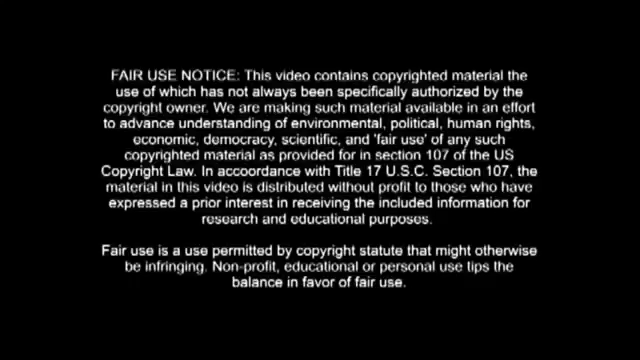 FAIR USE NOTICE: This video contains copyrighted material the
use of which has not always been specifically authorized by the
copyright owner. We are making such material available in an effort
to advance understanding of environmental, political, human rights,
economic, democracy, scientific, and 'fair use' of any such
copyrighted material as provided for in section 107 of the US
Copyright Law. In accoordance with Title 17 U.S.C. Section 107, the
material in this video is distributed without profit to those who have
expressed a prior interest in receiving the included information for
research and educational purposes.
Fair use is a use permitted by copyright statute that might otherwise
be infringing. Non-profit, educational or personal use tips the
balance in favor of fair use.